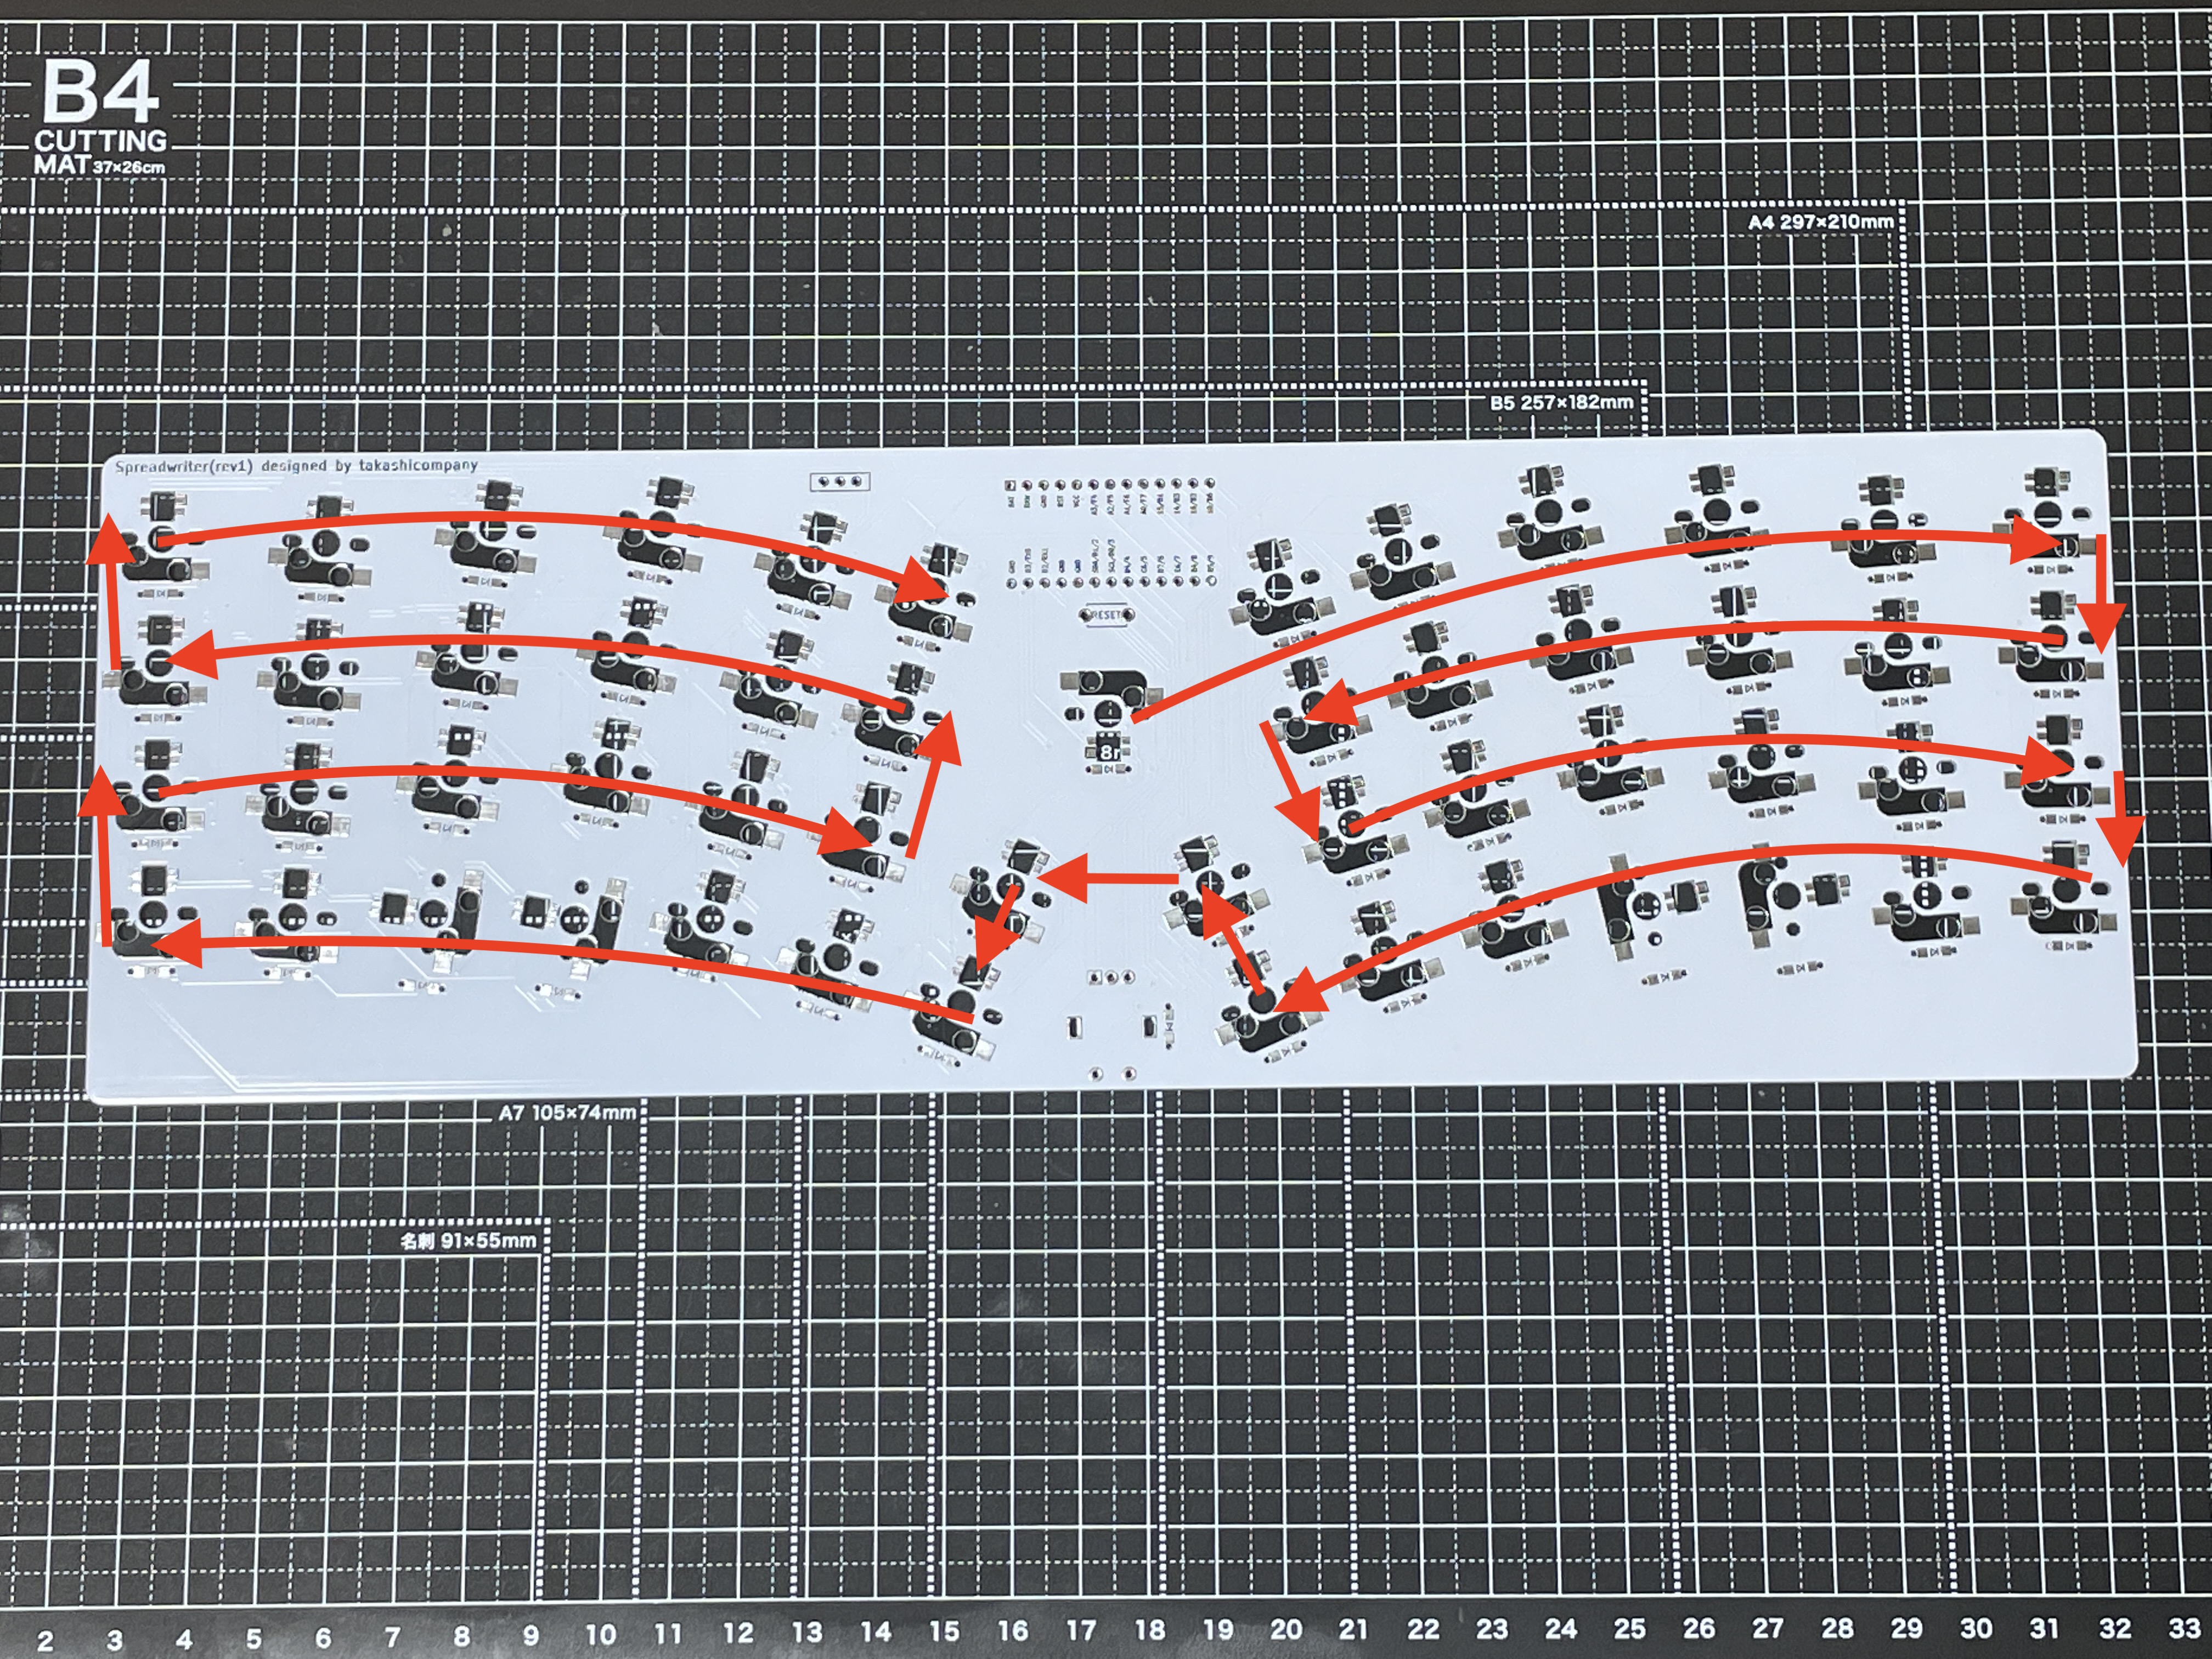 B4
CUTTING
MAT 37×26cm
A4 297×210mm
B5 257×182mm
Spreadwriter(rev1) designed by takashicompany
RESET
A7 105×74mm
名刺 91×55mm
2 3 4 5 6 7 8 9 10 11 12 13 14 15 16 17 18 19 20 21 22 23 24 25 26 27 28 29 30 31 32 33